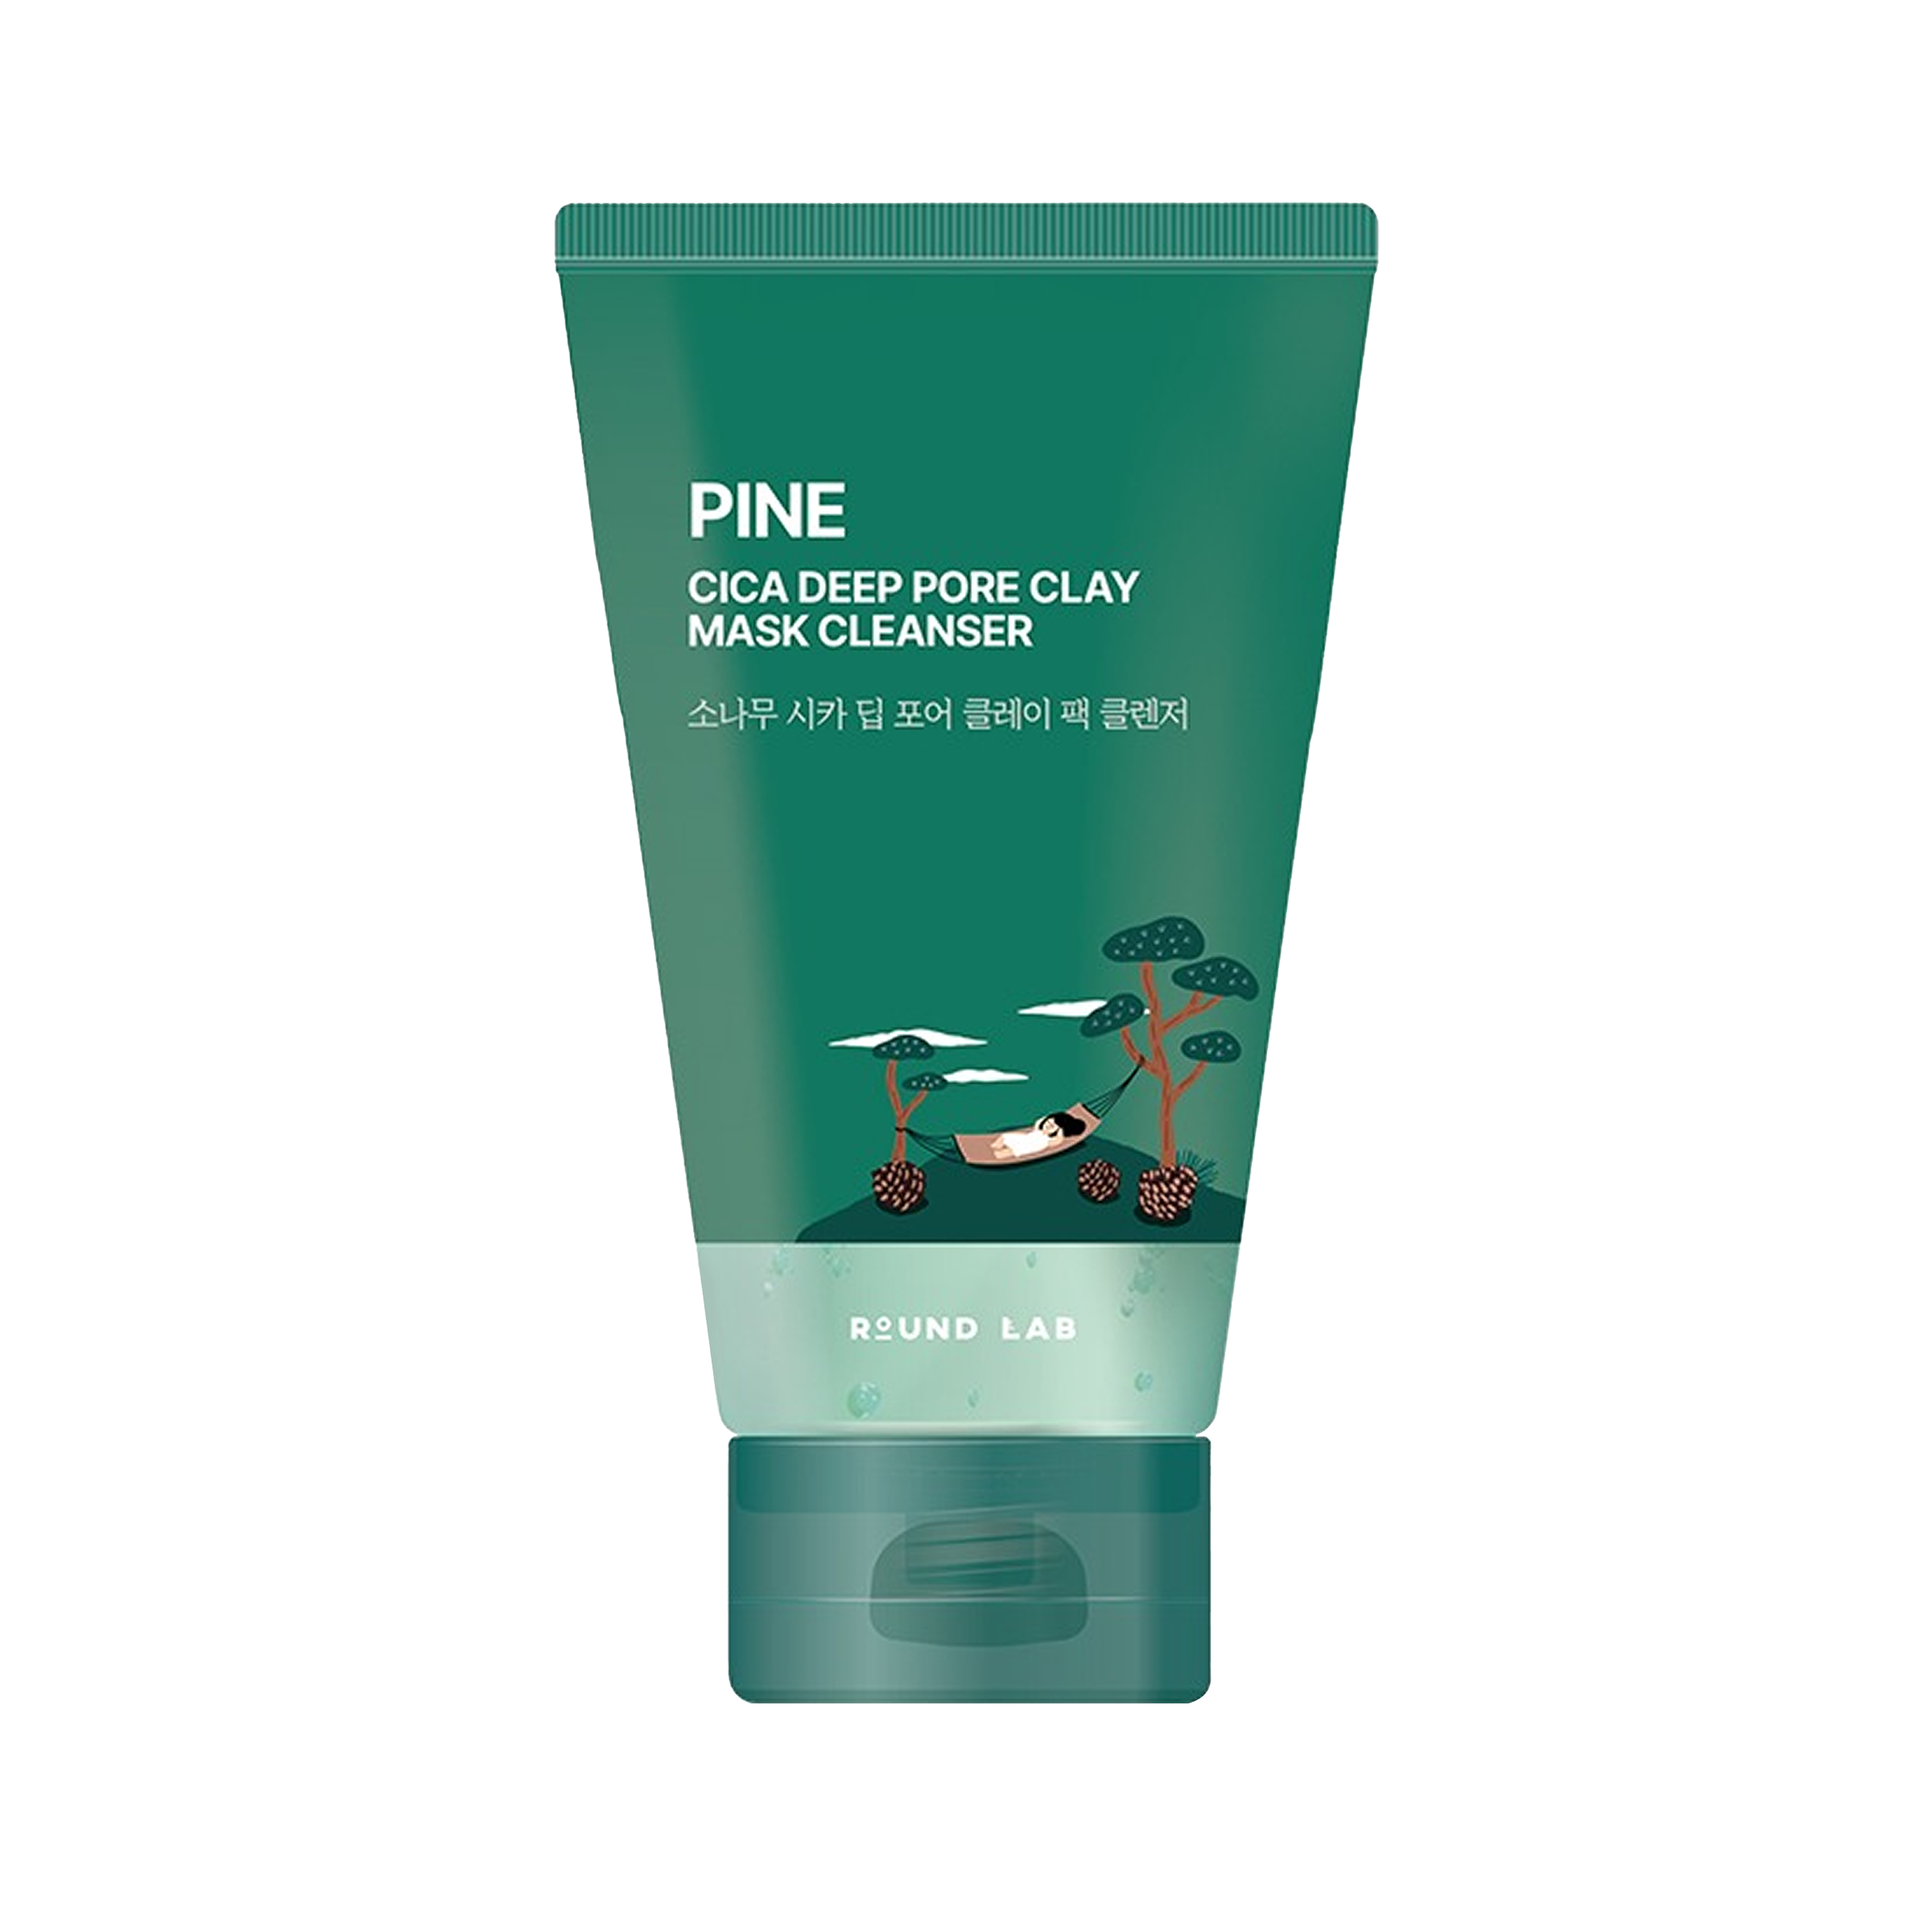 PINE
CICA DEEP PORE CLAY
MASK CLEANSER
소나무 시카 딥 포어 클레이 팩 클렌저
ROUND LAB